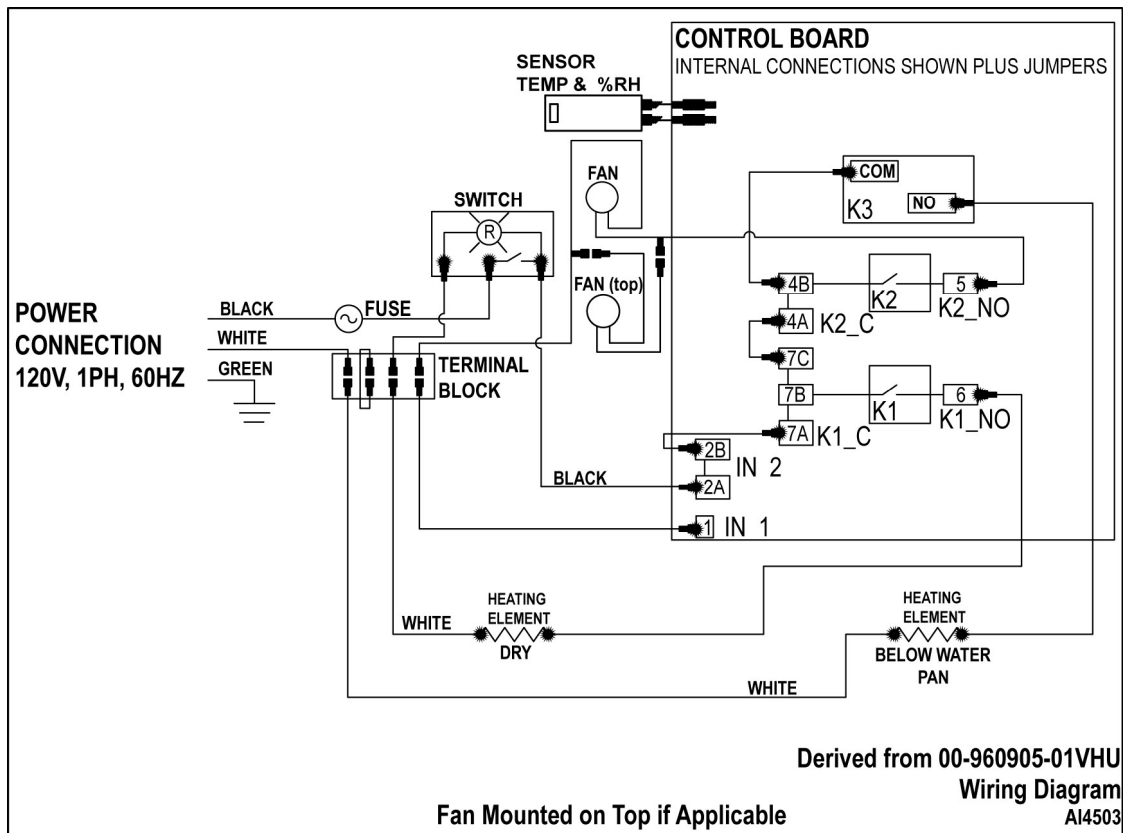 CONTROL BOARD
INTERNAL CONNECTIONS SHOWN PLUS JUMPERS
SENSOR
TEMP & %RH
FAN
COM
NO
K3
SWITCH
R
FAN (top)
4B
K2
5
K2_NO
4A
K2_C
POWER
CONNECTION
120V, 1PH, 60HZ
BLACK
FUSE
WHITE
GREEN
TERMINAL
BLOCK
7C
7B
K1
6
K1_NO
7A
K1_C
2B
IN 2
2A
BLACK
1
IN 1
WHITE
HEATING
ELEMENT
DRY
HEATING
ELEMENT
BELOW WATER
PAN
WHITE
Derived from 00-960905-01VHU
Wiring Diagram
AI4503
Fan Mounted on Top if Applicable